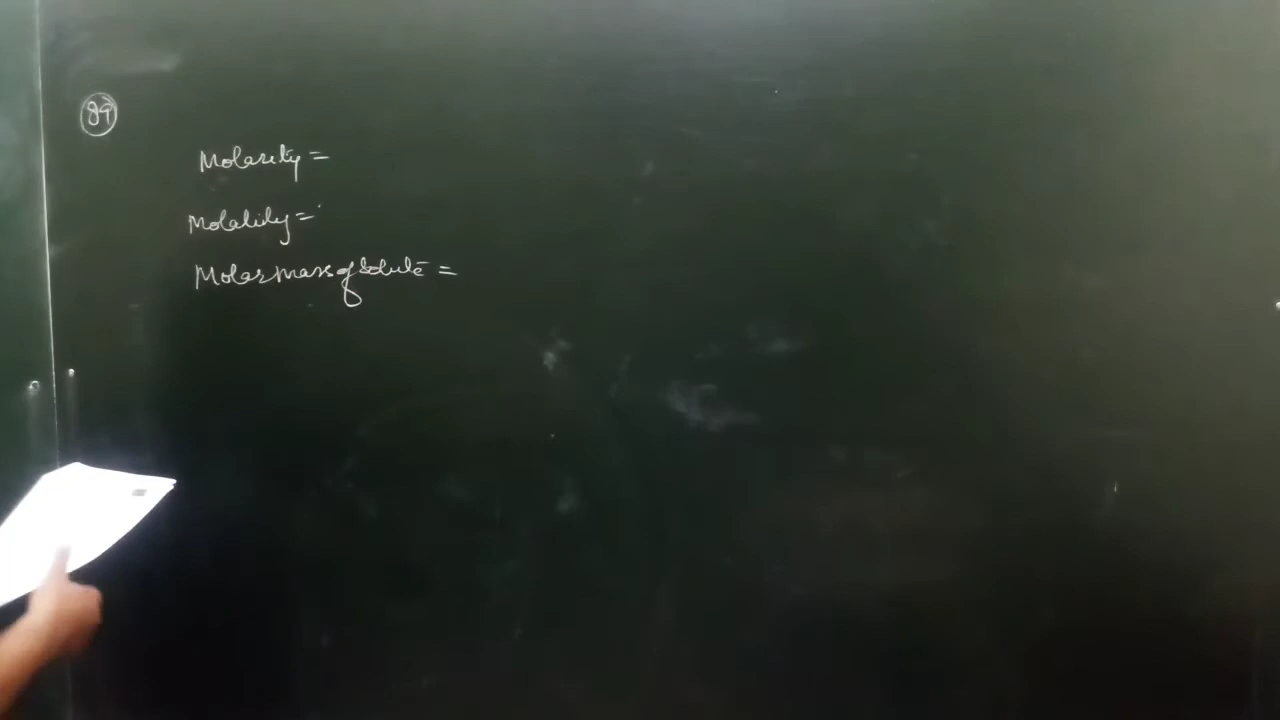 89
Molarity =
Molality =
Molar mass of solute =